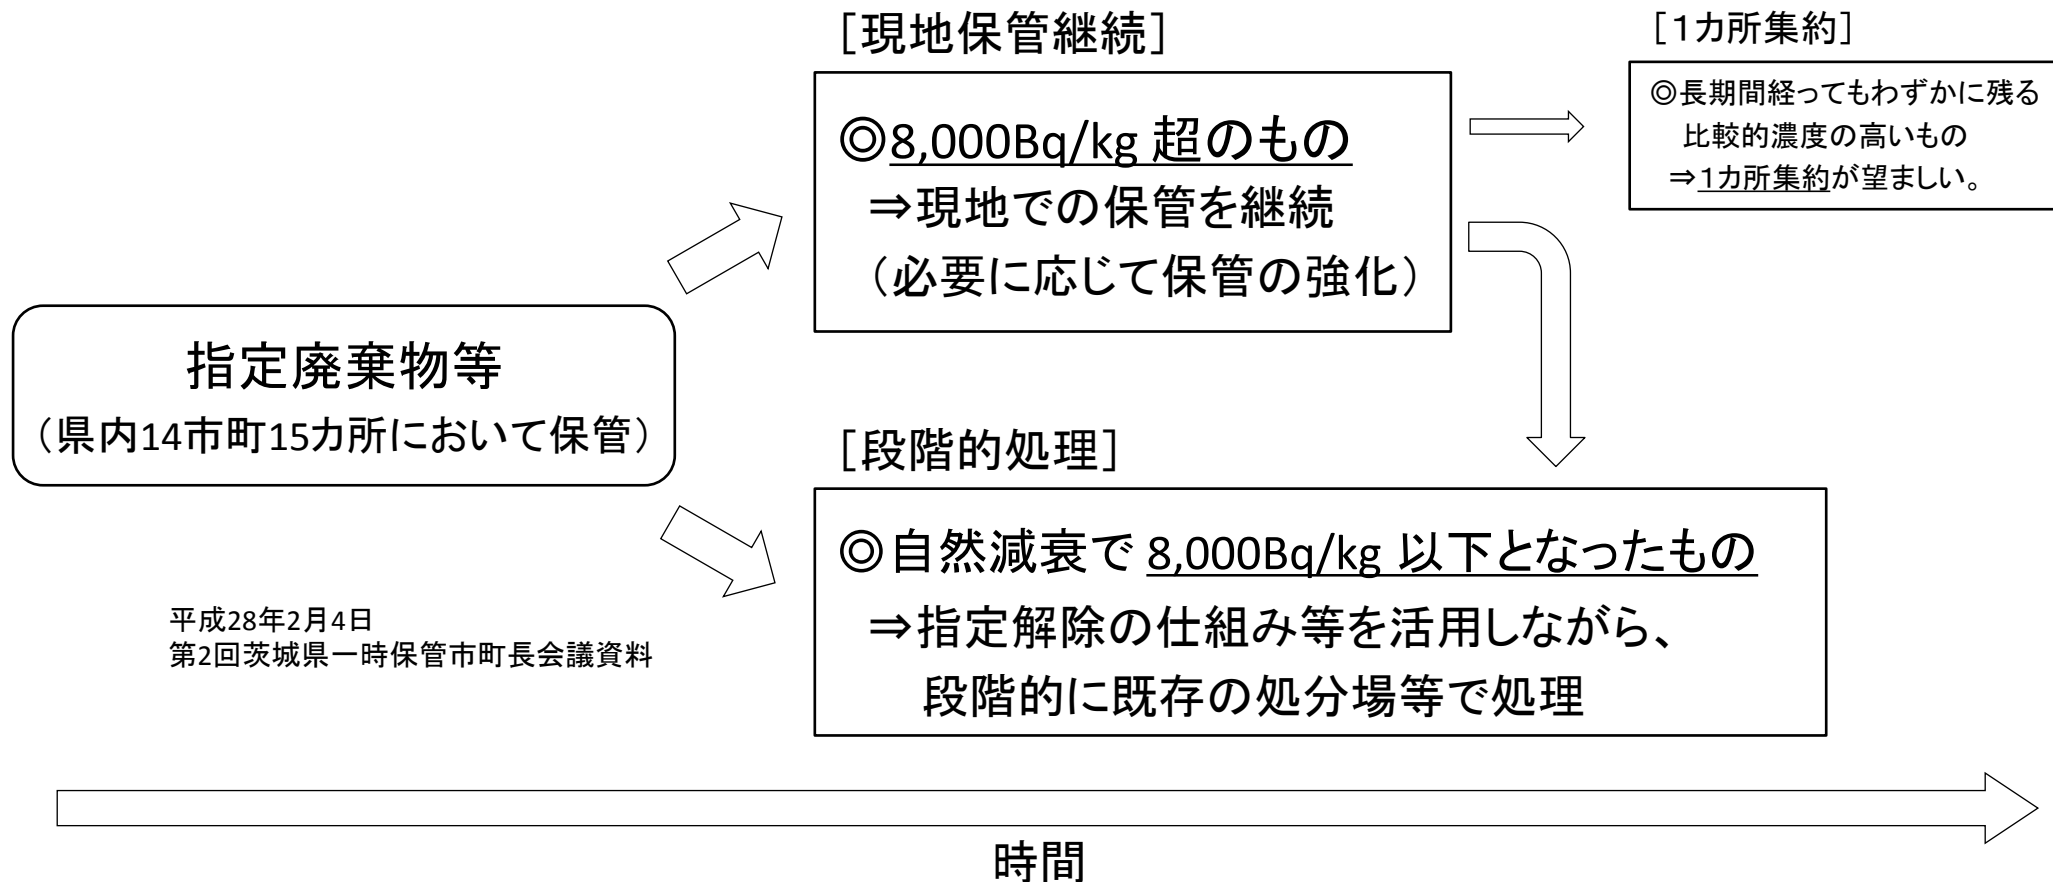 ［現地保管継続］
◎8,000Bq/kg 超のもの
⇒現地での保管を継続
（必要に応じて保管の強化）
［1カ所集約］
◎長期間経ってもわずかに残る
比較的濃度の高いもの
⇒1カ所集約が望ましい。
指定廃棄物等
（県内14市町15カ所において保管）
［段階的処理］
◎自然減衰で 8,000Bq/kg 以下となったもの
⇒指定解除の仕組み等を活用しながら、
段階的に既存の処分場等で処理
平成28年2月4日
第2回茨城県一時保管市町長会議資料
時間